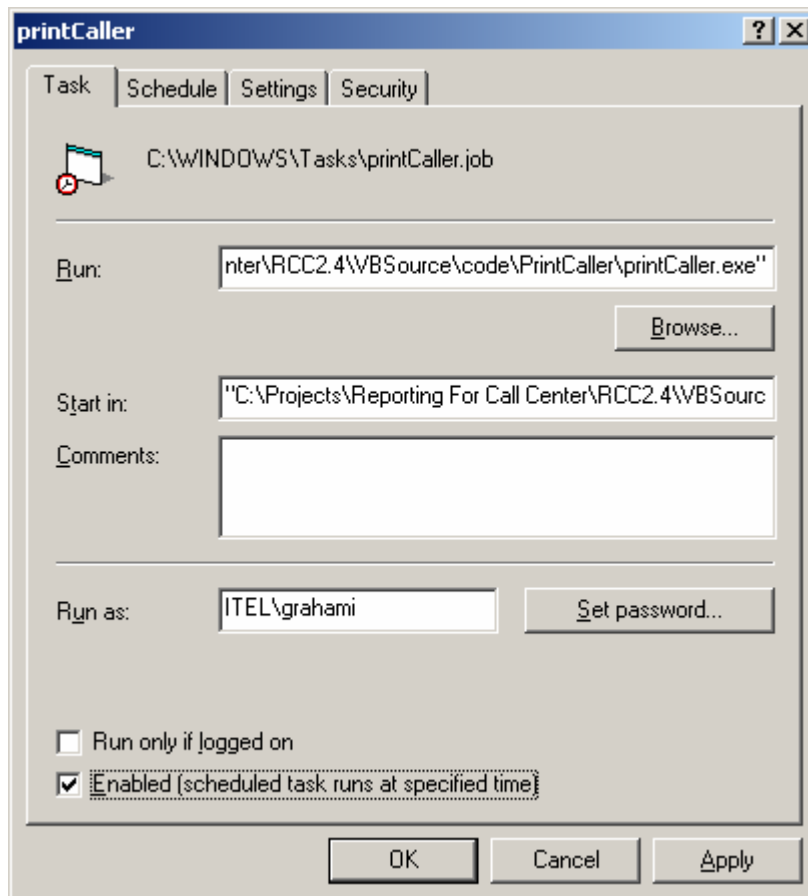 printCaller
Task Schedule Settings Security
C:\WINDOWS\Tasks\printCaller.job
Run: nter\RCC2.4\VBSource\code\PrintCaller\printCaller.exe"
Browse...
Start in: "C:\Projects\Reporting For Call Center\RCC2.4\VBSourc
Comments:
Run as: ITEL\grahami Set password...
Run only if logged on
Enabled (scheduled task runs at specified time)
OK Cancel Apply